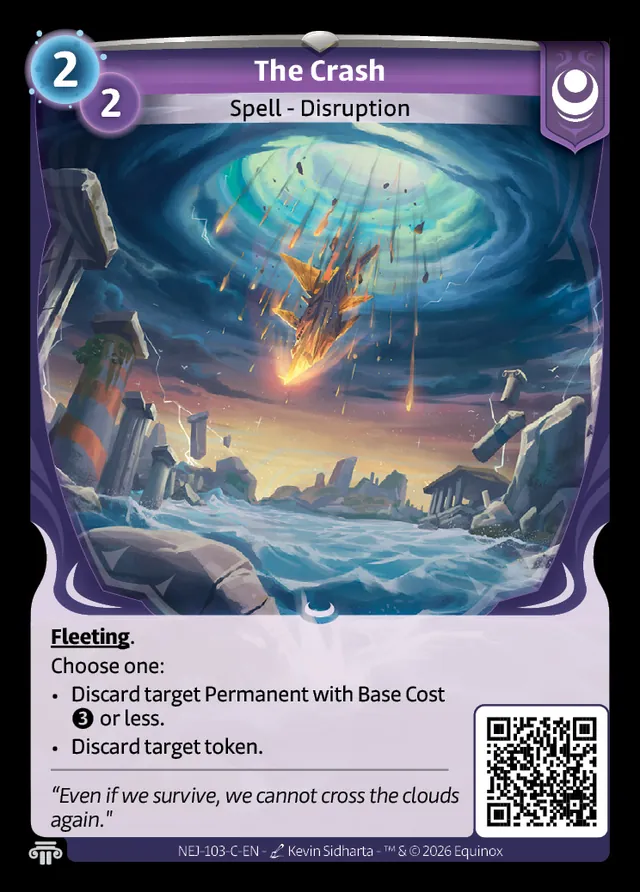 2
The Crash
2
Spell - Disruption
Fleeting.
Choose one:
• Discard target Permanent with Base Cost
3 or less.
• Discard target token.
“Even if we survive, we cannot cross the clouds
again."
NEJ-103-C-EN - Kevin Sidharta - ™ & © 2026 Equinox